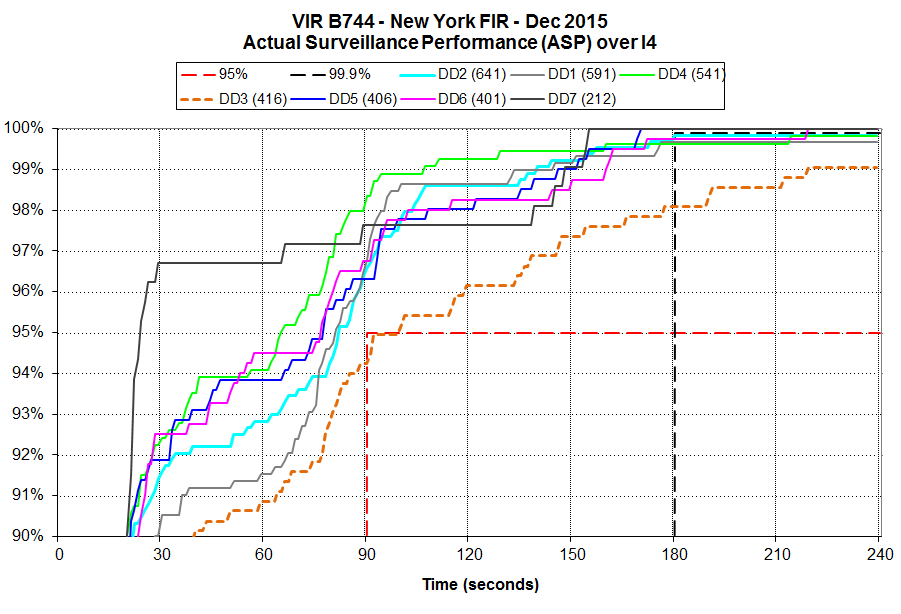 VIR B744 - New York FIR - Dec 2015
Actual Surveillance Performance (ASP) over I4
95% 99.9% DD2 (641) DD1 (591) DD4 (541)
DD3 (416) DD5 (406) DD6 (401) DD7 (212)
100%
99%
98%
97%
96%
95%
94%
93%
92%
91%
90%
0 30 60 90 120 150 180 210 240
Time (seconds)